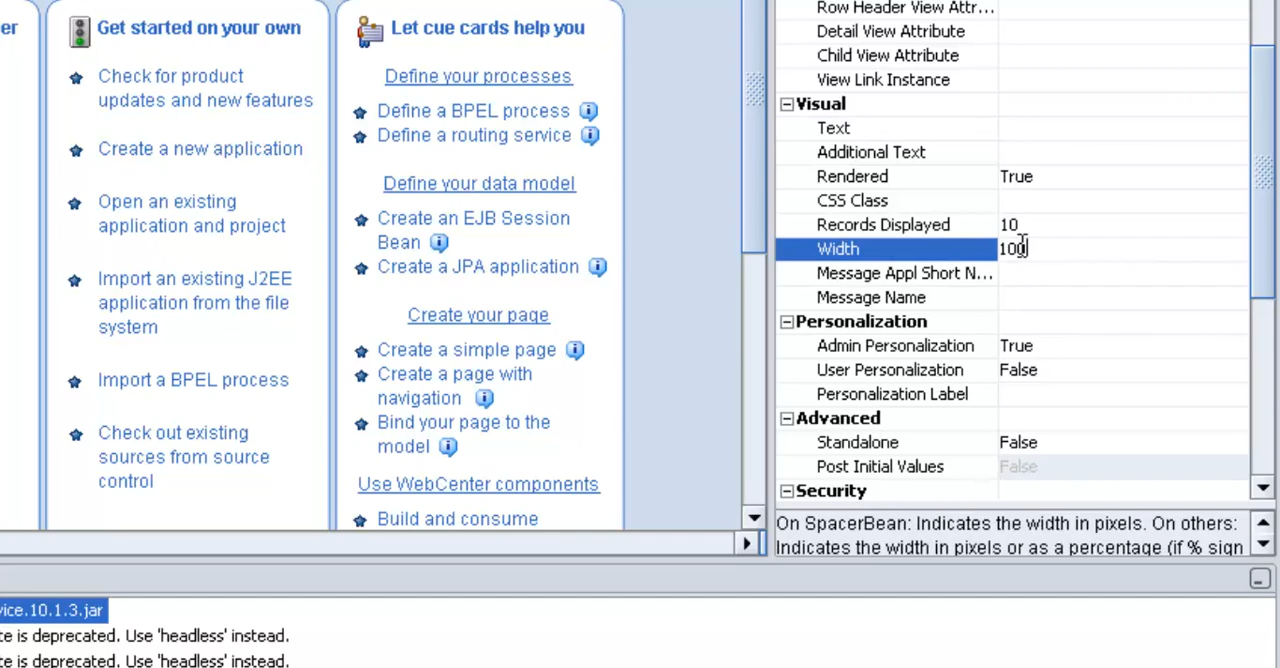 er
Get started on your own
Check for product
updates and new features
Create a new application
Open an existing
application and project
Import an existing J2EE
application from the file
system
Import a BPEL process
Check out existing
sources from source
control
Let cue cards help you
Define your processes
Define a BPEL process
Define a routing service
Define your data model
Create an EJB Session
Bean
Create a JPA application
Create your page
Create a simple page
Create a page with
navigation
Bind your page to the
model
Use WebCenter components
Build and consume
Row Header View Attr...
Detail View Attribute
Child View Attribute
View Link Instance
Visual
Text
Additional Text
Rendered True
CSS Class
Records Displayed 10
Width 100
Message Appl Short N...
Message Name
Personalization
Admin Personalization True
User Personalization False
Personalization Label
Advanced
Standalone False
Post Initial Values False
Security
On SpacerBean: Indicates the width in pixels. On others:
Indicates the width in pixels or as a percentage (if % sign
vice.10.1.3.jar
te is deprecated. Use 'headless' instead.
te is deprecated. Use 'headless' instead.